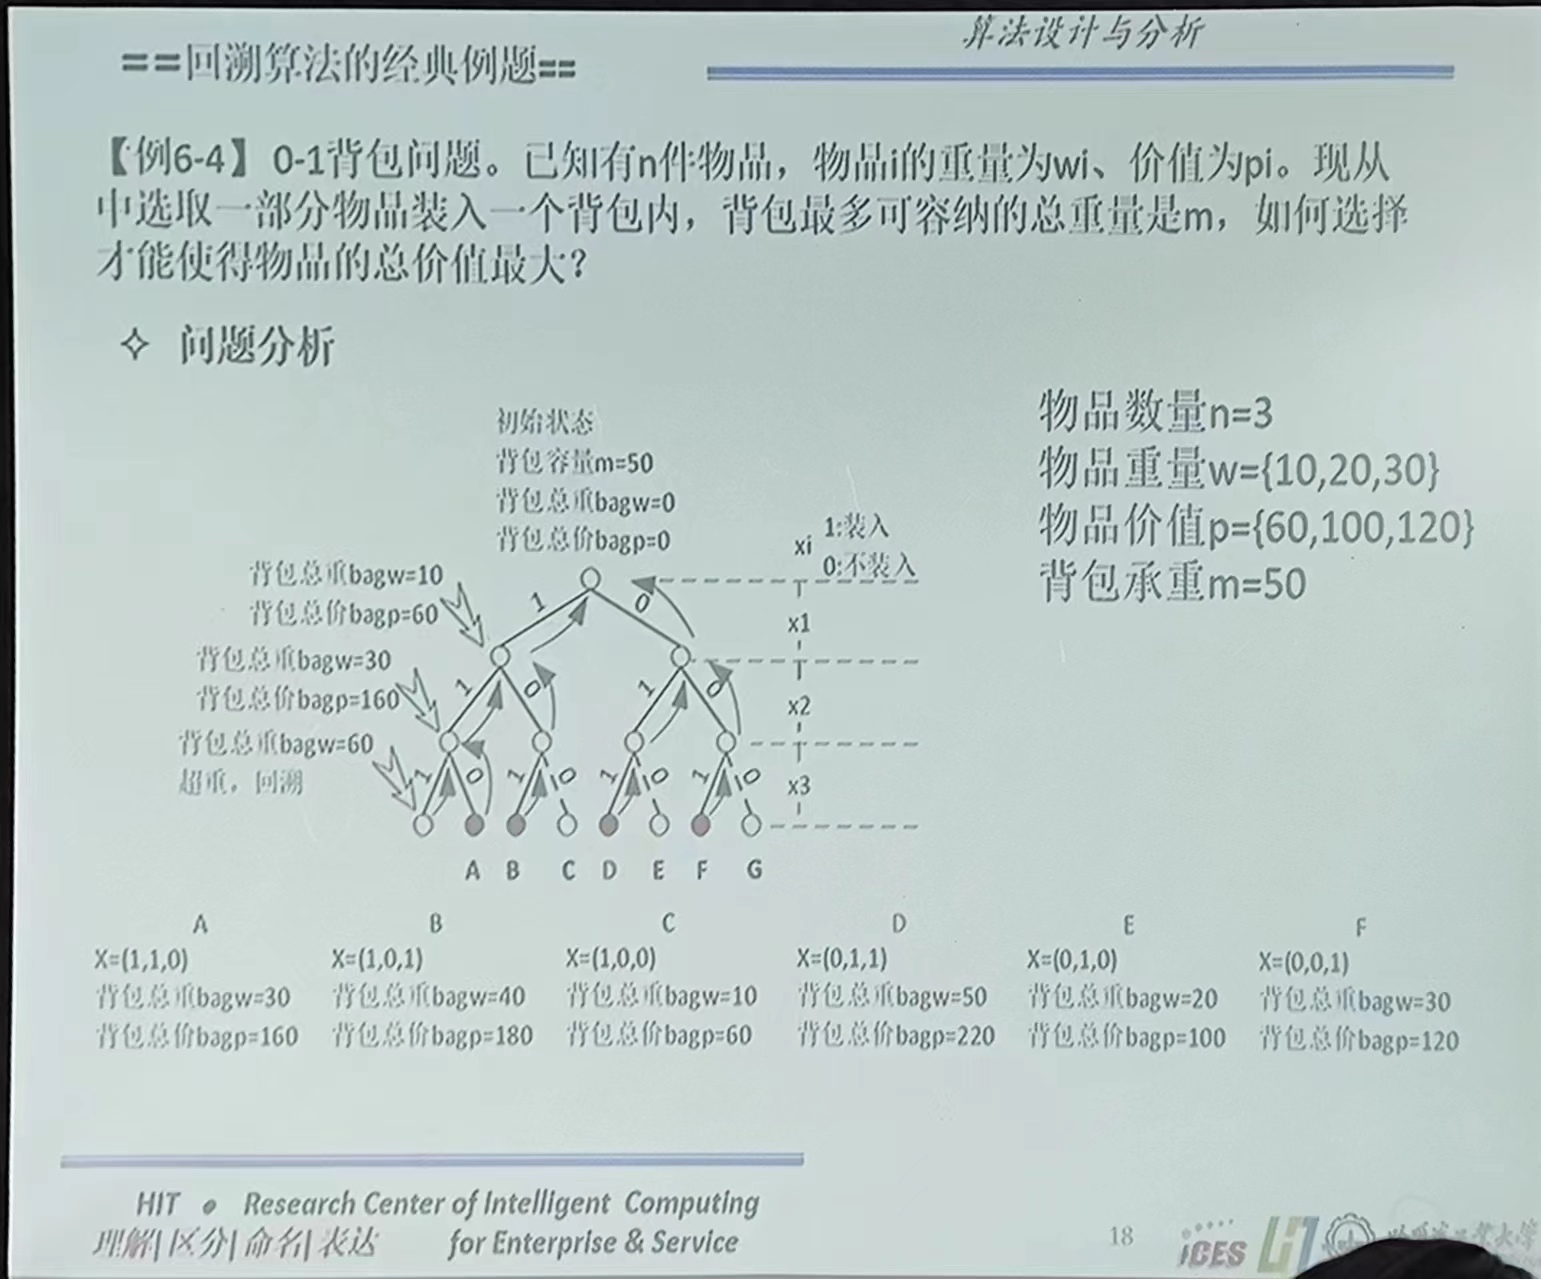 算法设计与分析
==回溯算法的经典例题==
【例6-4】0-1背包问题。已知有n件物品，物品i的重量为wi、价值为pi。现从
中选取一部分物品装入一个背包内，背包最多可容纳的总重量是m，如何选择
才能使得物品的总价值最大？
✧ 问题分析
初始状态
背包容量m=50
背包总重bagw=0
背包总价bagp=0
物品数量n=3
物品重量w={10,20,30}
物品价值p={60,100,120}
背包承重m=50
xi
1:装入
0:不装入
背包总重bagw=10
背包总价bagp=60
1 0
x1
背包总重bagw=30
背包总价bagp=160
1 0 1 0
x2
背包总重bagw=60
超重，回溯
1 0 1 0 1 0 1 0
x3
A B C D E F G
A
X=(1,1,0)
背包总重bagw=30
背包总价bagp=160
B
X=(1,0,1)
背包总重bagw=40
背包总价bagp=180
C
X=(1,0,0)
背包总重bagw=10
背包总价bagp=60
D
X=(0,1,1)
背包总重bagw=50
背包总价bagp=220
E
X=(0,1,0)
背包总重bagw=20
背包总价bagp=100
F
X=(0,0,1)
背包总重bagw=30
背包总价bagp=120
HIT ● Research Center of Intelligent Computing
for Enterprise & Service
理解|区分|命名|表达
18
iCES